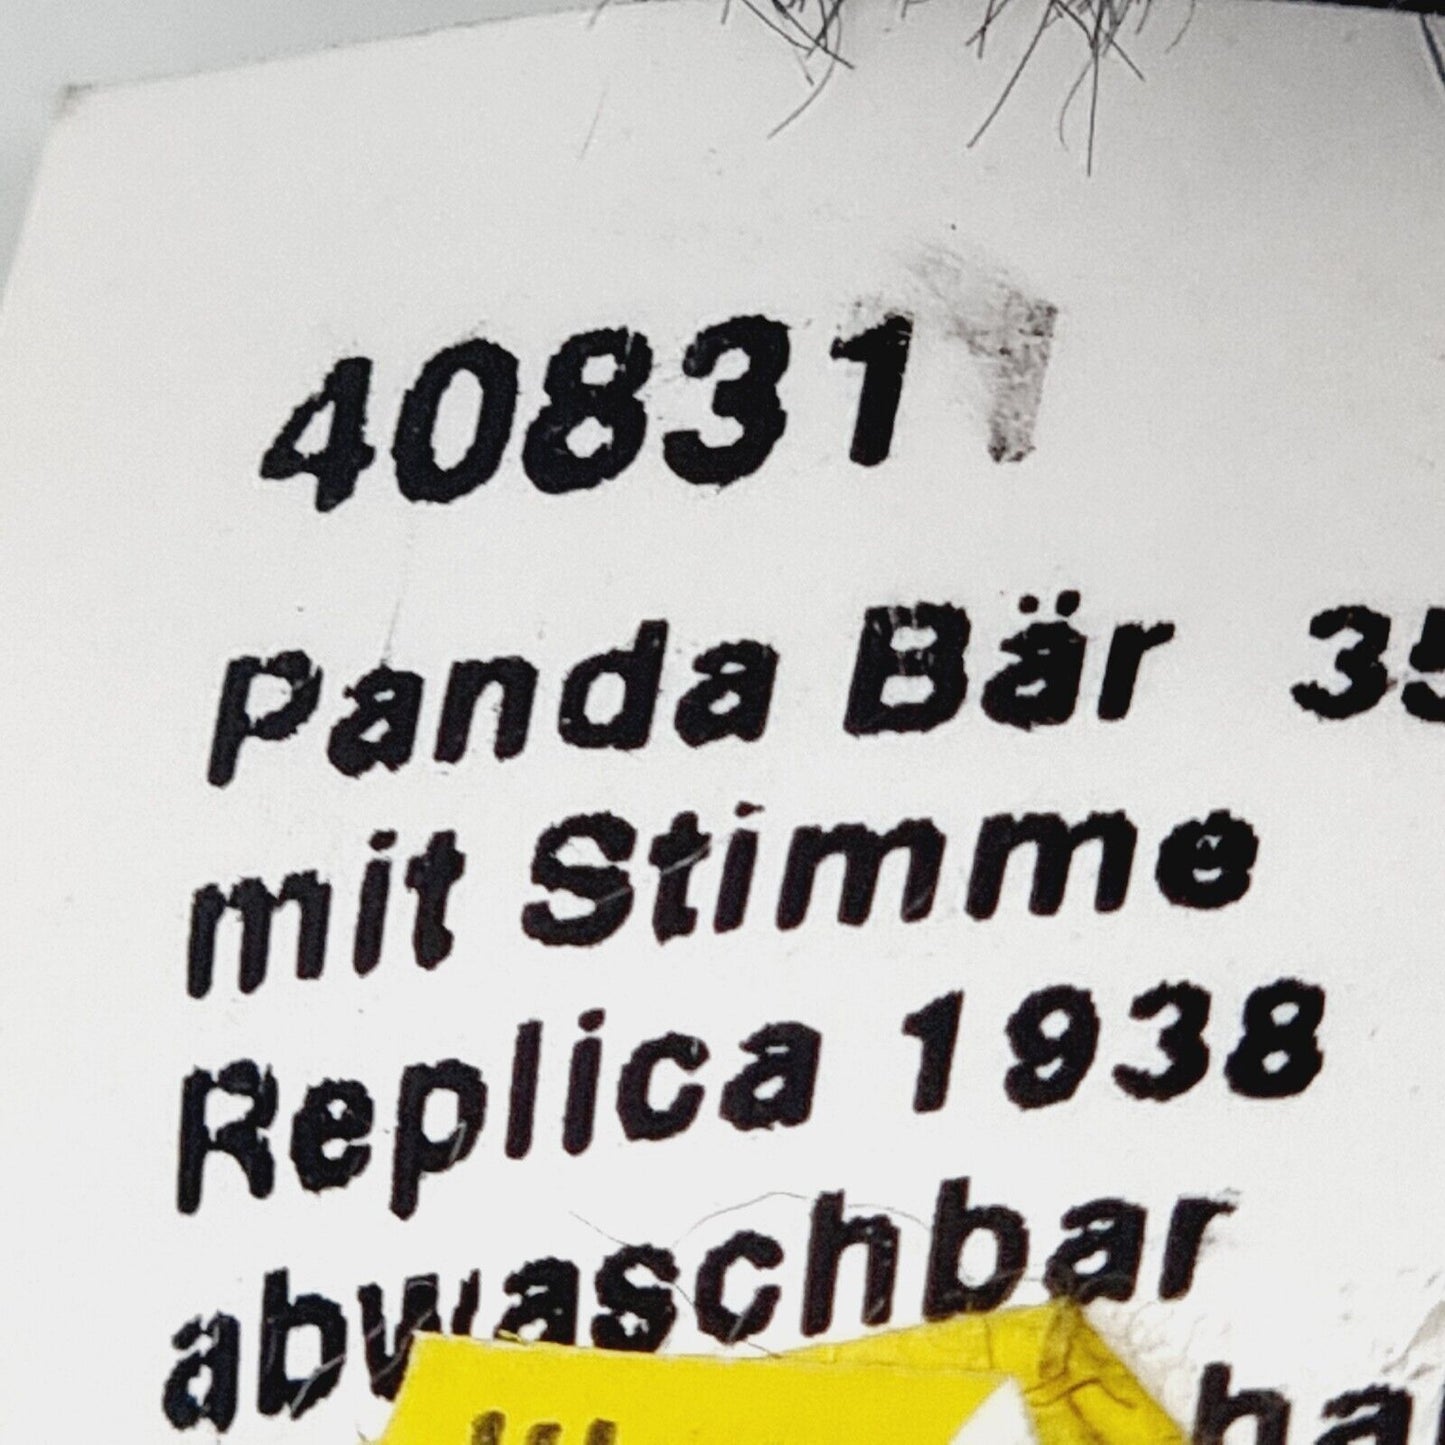 40831
Panda Bär 35
mit Stimme
Replica 1938
abwaschbar